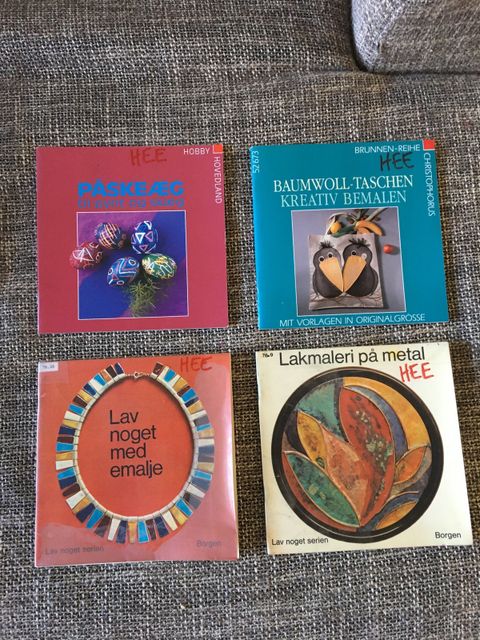 HEE
HOBBY
HOVEDLAND
PÅSKEÆG
BRUNNEN-REIHE
HEE
CHRISTOPHORUS
BAUMWOLL-TASCHEN
KREATIV BEMALEN
MIT VORLAGEN IN ORIGINALGRÖSSE
HEE
Lav
noget
med
emalje
Lav noget serien
Borgen
Lakmaleri på metal
HEE
Lav noget serien
Borgen